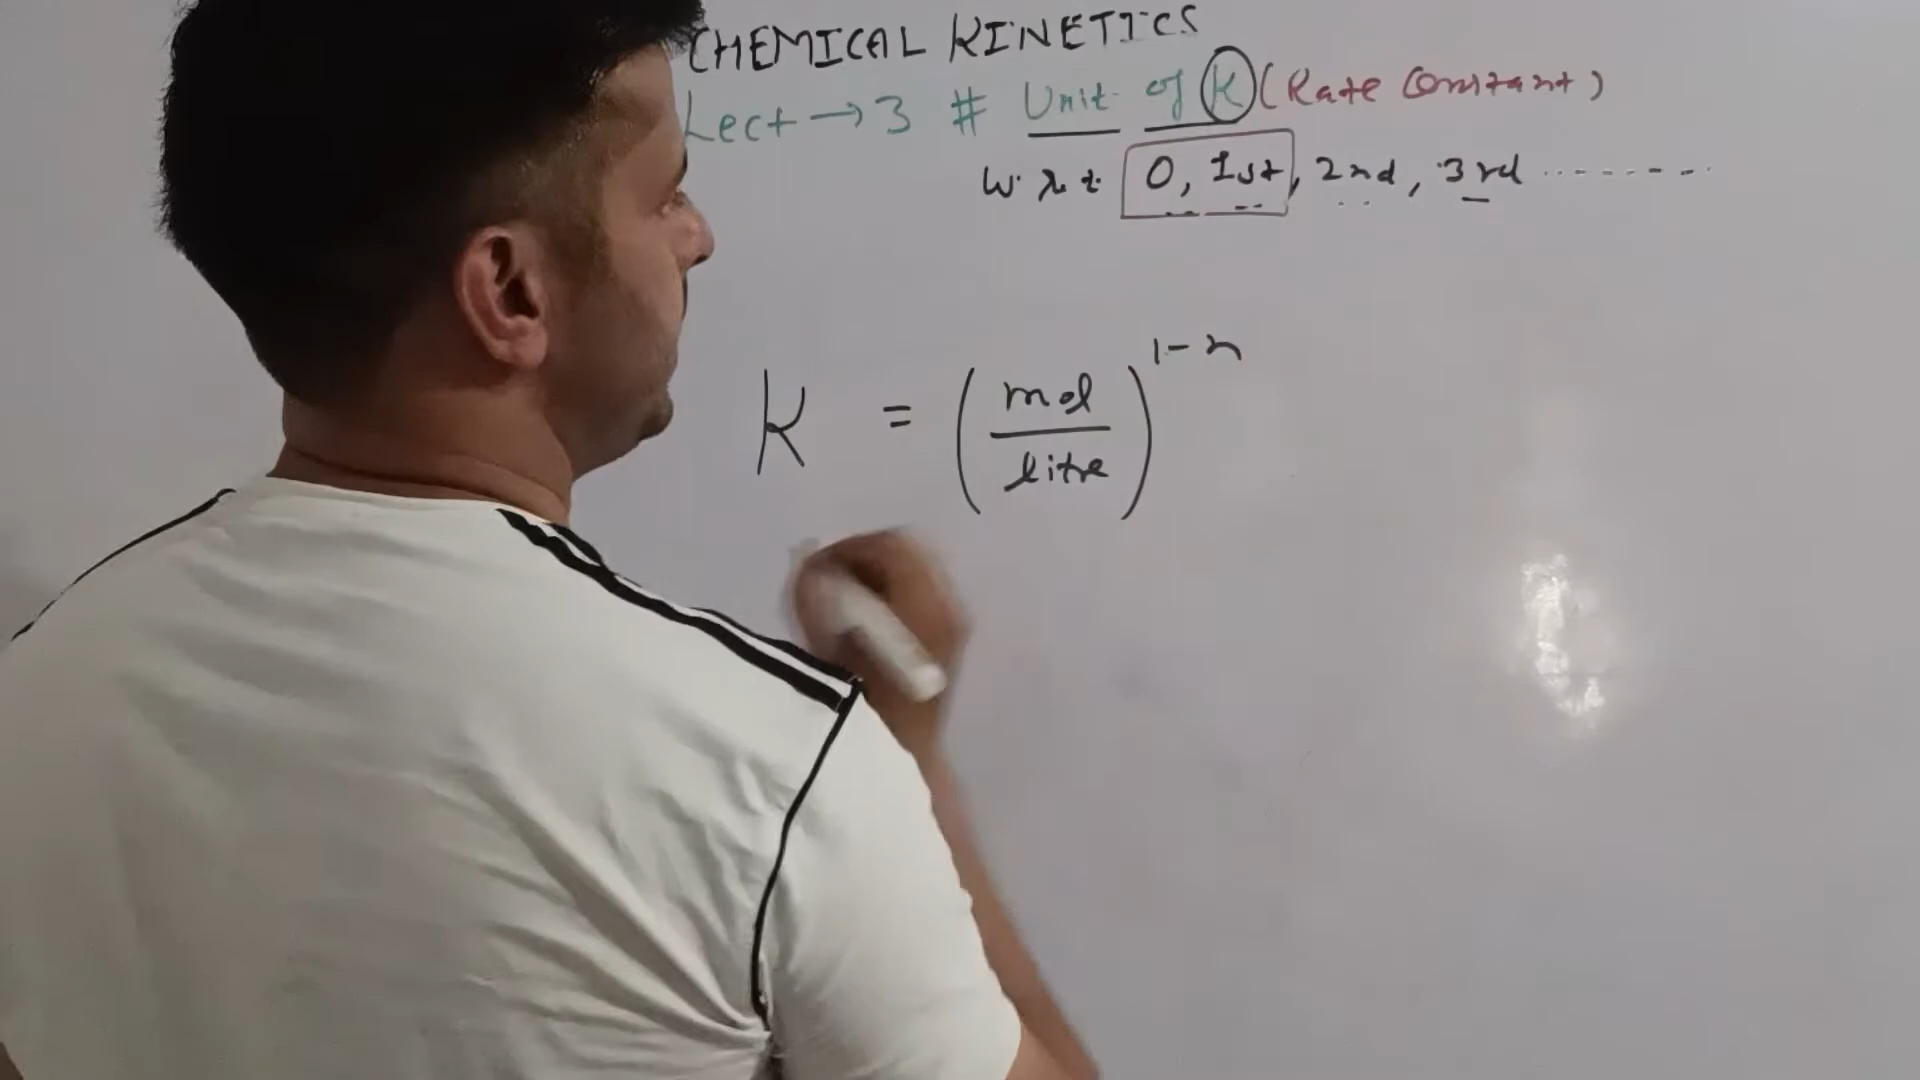 CHEMICAL KINETICS
Lect → 3 # Unit of K (Rate Constant)
w.r.t 0, 1st, 2nd, 3rd ........
K = (mol/litre)^1-n